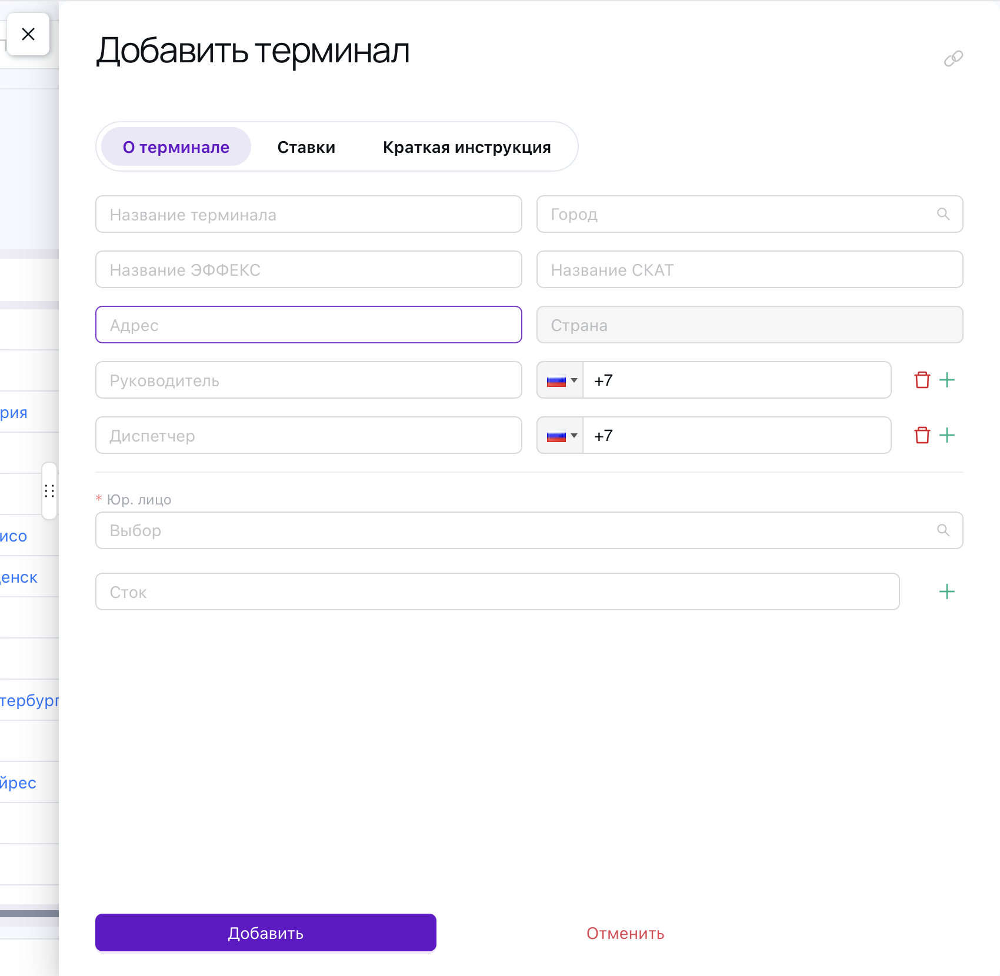 Добавить терминал
О терминале Ставки Краткая инструкция
Название терминала Город
Название ЭФФЕКС Название СКАТ
Адрес Страна
Руководитель +7
Диспетчер +7
рия
* Юр. лицо
Выбор
исо
енск
Сток
тербург
йрес
Добавить Отменить